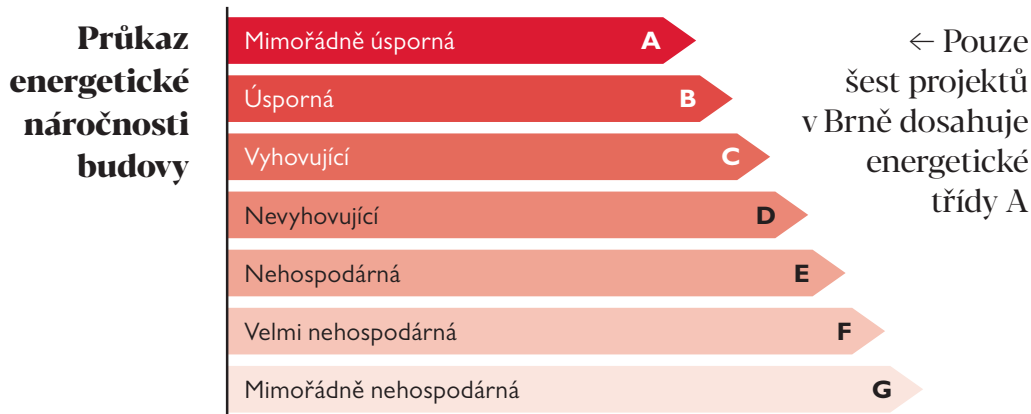 Průkaz
energetické
náročnosti
budovy
Mimořádně úsporná A
Úsporná B
Vyhovující C
Nevyhovující D
Nehospodárná E
Velmi nehospodárná F
Mimořádně nehospodárná G
← Pouze
šest projektů
v Brně dosahuje
energetické
třídy A